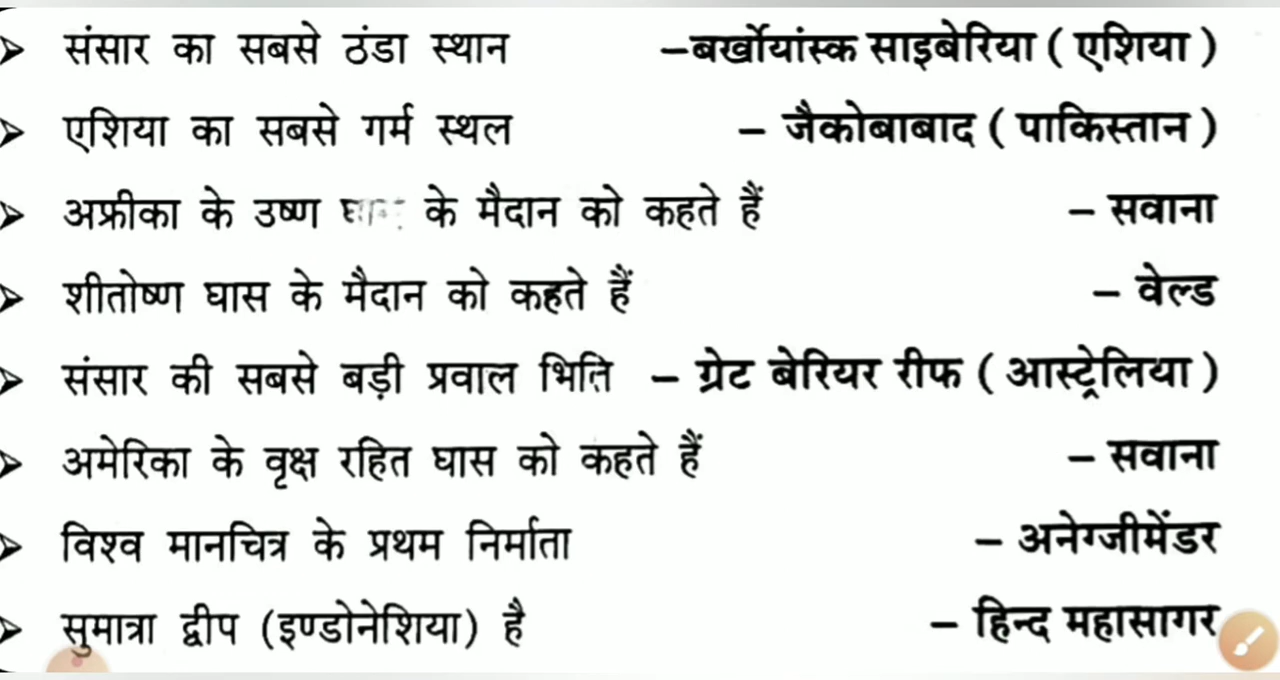 ➤ संसार का सबसे ठंडा स्थान –बर्खोयांस्क साइबेरिया ( एशिया )
➤ एशिया का सबसे गर्म स्थल – जैकोबाबाद ( पाकिस्तान )
➤ अफ्रीका के उष्ण के मैदान को कहते हैं – सवाना
➤ शीतोष्ण घास के मैदान को कहते हैं – वेल्ड
➤ संसार की सबसे बड़ी प्रवाल भिति – ग्रेट बेरियर रीफ ( आस्ट्रेलिया )
➤ अमेरिका के वृक्ष रहित घास को कहते हैं – सवाना
➤ विश्व मानचित्र के प्रथम निर्माता – अनेग्जीमेंडर
➤ सुमात्रा द्वीप (इण्डोनेशिया) है – हिन्द महासागर